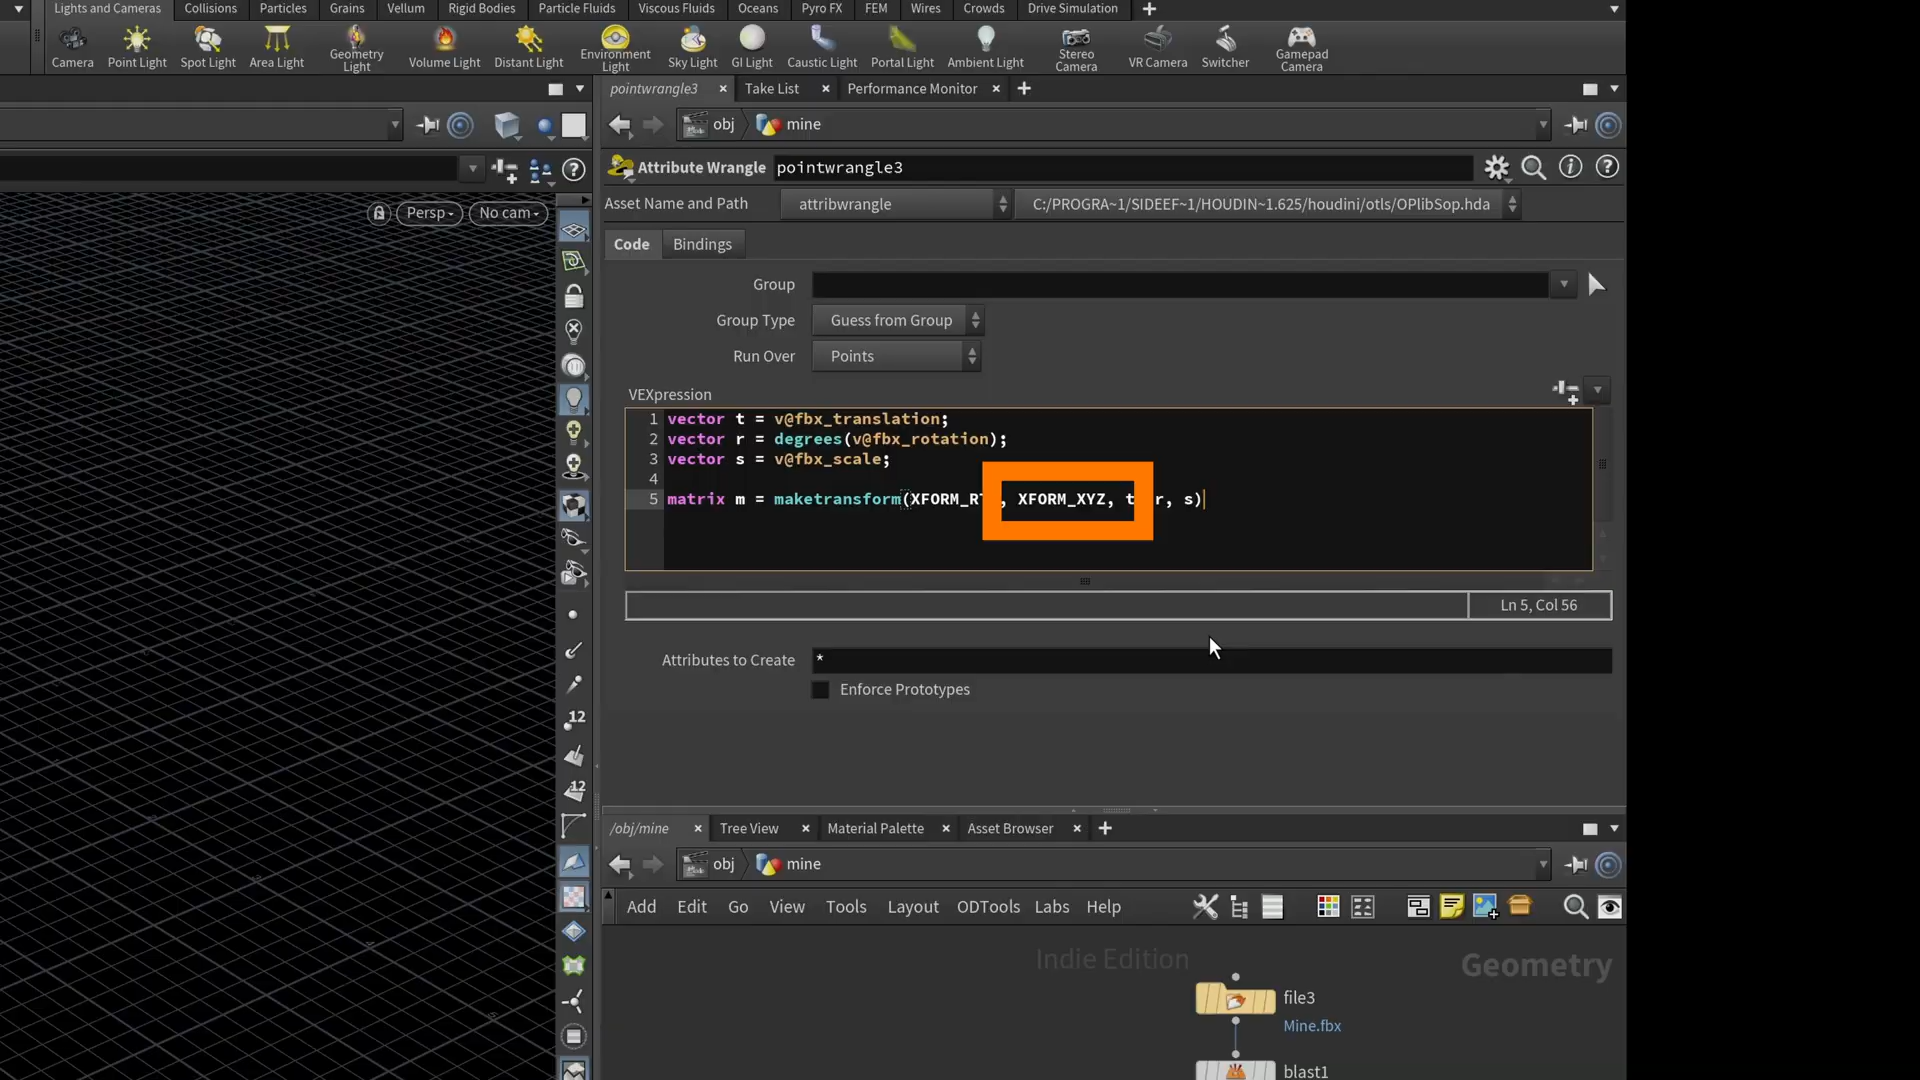 Lights and Cameras Collisions Particles Grains Vellum Rigid Bodies Particle Fluids Viscous Fluids Oceans Pyro FX FEM Wires Crowds Drive Simulation
Camera Point Light Spot Light Area Light Geometry Light Volume Light Distant Light Environment Light Sky Light GI Light Caustic Light Portal Light Ambient Light Stereo Camera VR Camera Switcher Gamepad Camera
pointwrangle3 Take List Performance Monitor
obj mine
Attribute Wrangle pointwrangle3
Asset Name and Path attribwrangle C:/PROGRA~1/SIDEEF~1/HOUDIN~1.625/houdini/otls/OPlibSop.hda
Persp No cam
Code Bindings
Group
Group Type Guess from Group
Run Over Points
VEXpression
1 vector t = v@fbx_translation;
2 vector r = degrees(v@fbx_rotation);
3 vector s = v@fbx_scale;
4
5 matrix m = maketransform( , XFORM_XYZ, r, s)
Ln 5, Col 56
Attributes to Create *
Enforce Prototypes
12
12
/obj/mine Tree View Material Palette Asset Browser
obj mine
Add Edit Go View Tools Layout ODTools Labs Help
Indie Edition Geometry
file3
Mine.fbx
blast1